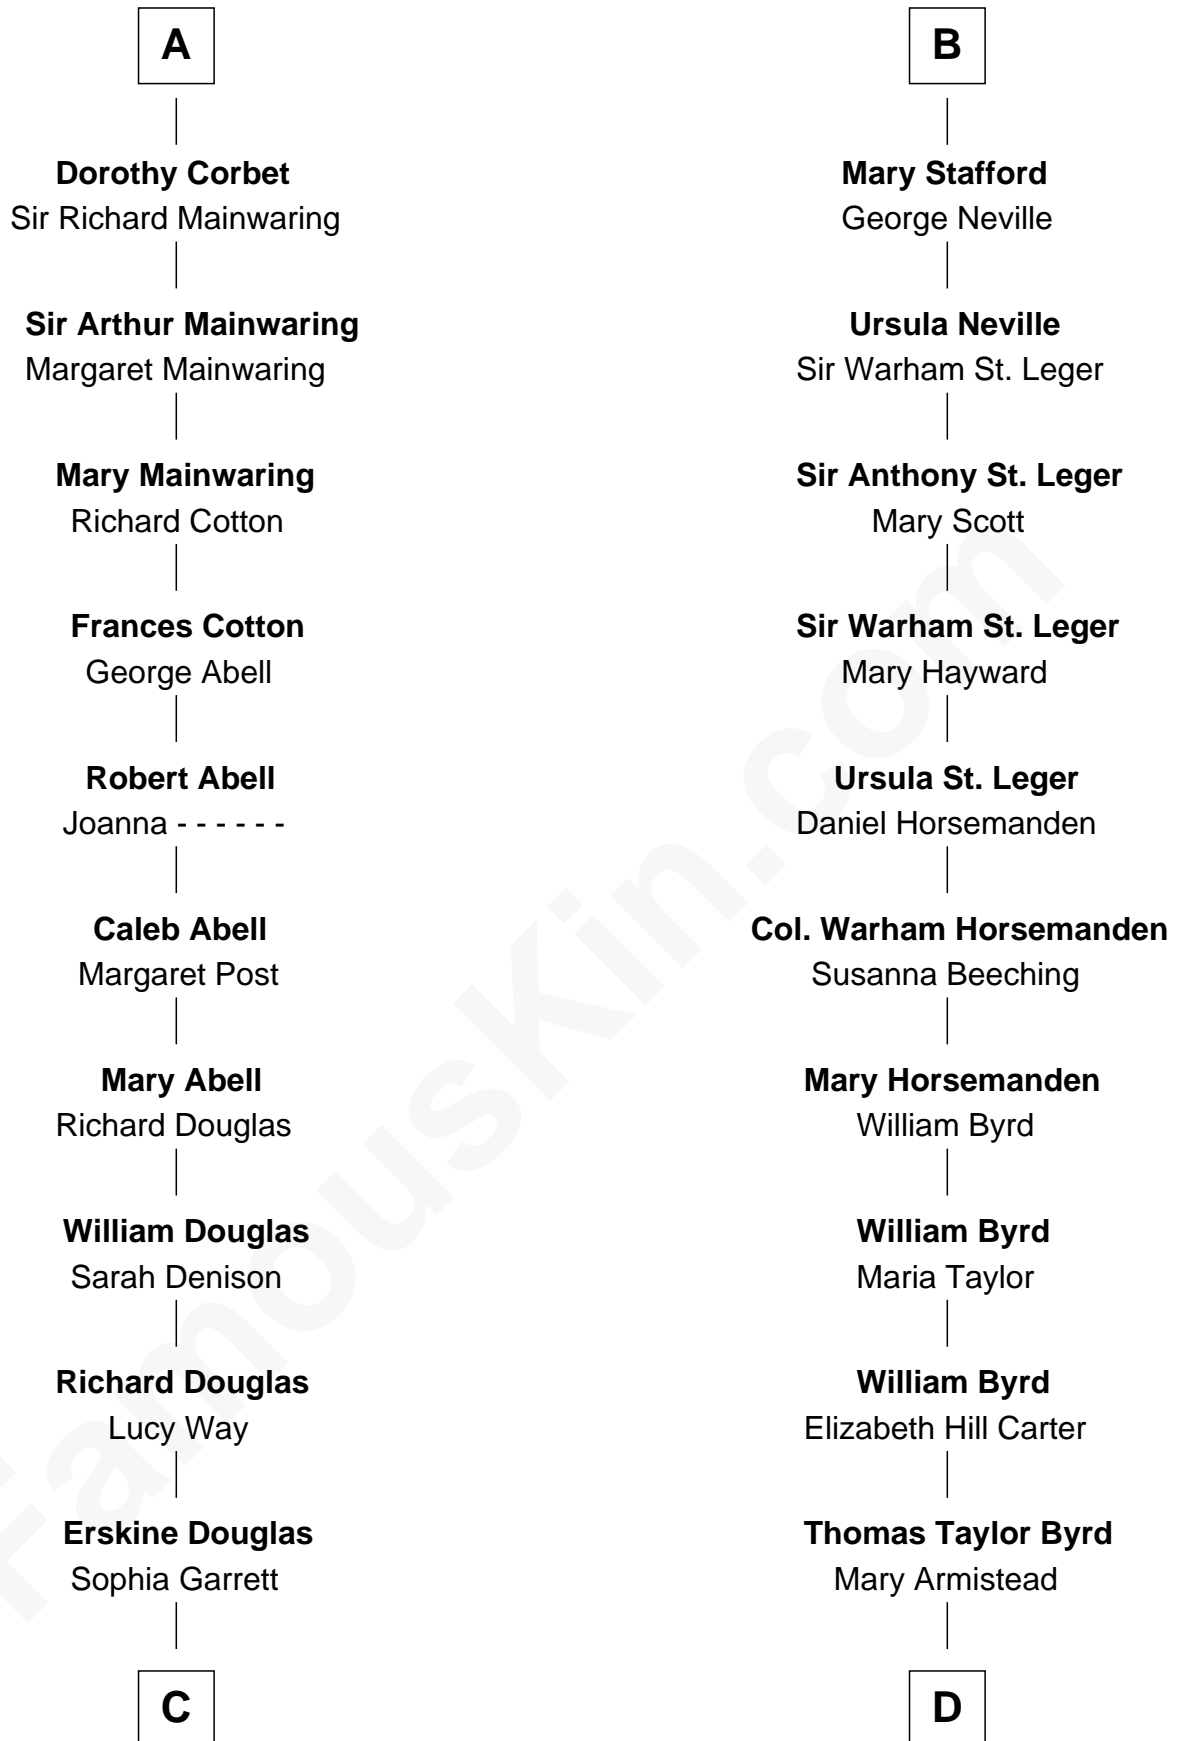 A
Dorothy Corbet
Sir Richard Mainwaring
Sir Arthur Mainwaring
Margaret Mainwaring
Mary Mainwaring
Richard Cotton
Frances Cotton
George Abell
Robert Abell
Joanna - - - - - -
Caleb Abell
Margaret Post
Mary Abell
Richard Douglas
William Douglas
Sarah Denison
Richard Douglas
Lucy Way
Erskine Douglas
Sophia Garrett
C
B
Mary Stafford
George Neville
Ursula Neville
Sir Warham St. Leger
Sir Anthony St. Leger
Mary Scott
Sir Warham St. Leger
Mary Hayward
Ursula St. Leger
Daniel Horsemanden
Col. Warham Horsemanden
Susanna Beeching
Mary Horsemanden
William Byrd
William Byrd
Maria Taylor
William Byrd
Elizabeth Hill Carter
Thomas Taylor Byrd
Mary Armistead
D
FamousKin.com